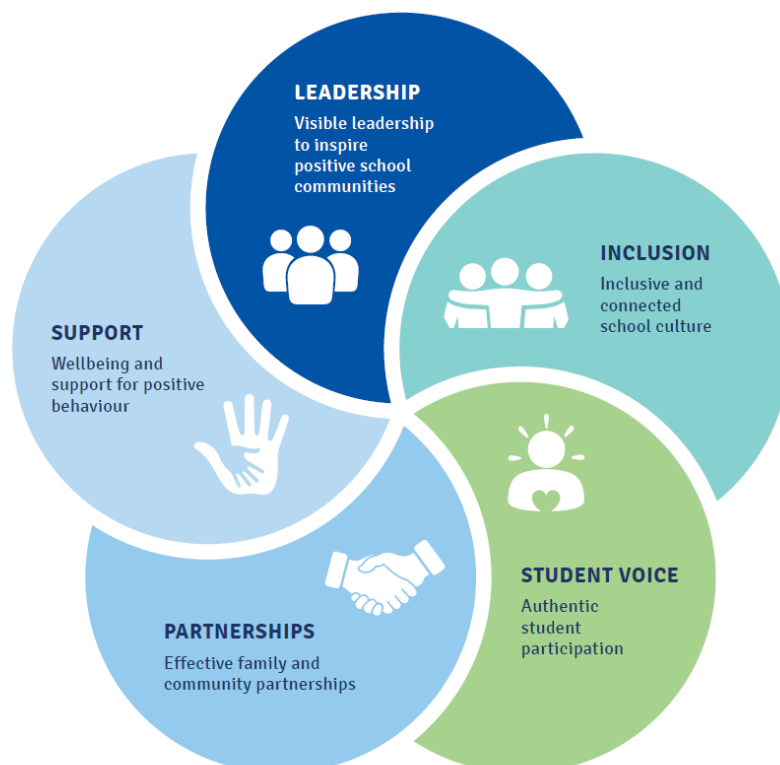 LEADERSHIP
Visible leadership
to inspire
positive school
communities
INCLUSION
Inclusive and
connected
school culture
STUDENT VOICE
Authentic
student
participation
PARTNERSHIPS
Effective family and
community partnerships
SUPPORT
Wellbeing and
support for positive
behaviour